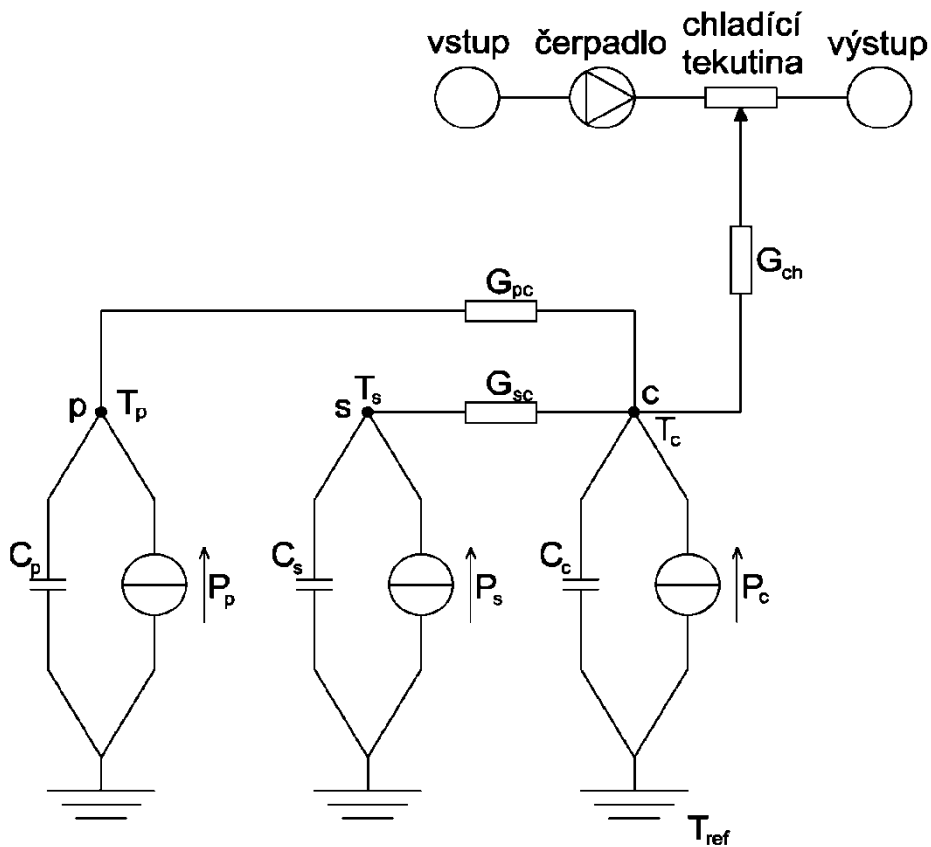 vstup
čerpadlo
chladící
tekutina
výstup
G_ch
G_pc
G_sc
p
T_p
s
T_s
c
T_c
C_p
P_p
C_s
P_s
C_c
P_c
T_ref